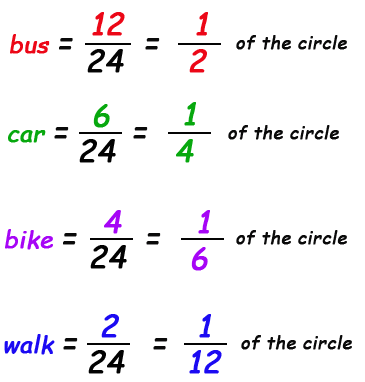 bus = 12/24 = 1/2 of the circle
car = 6/24 = 1/4 of the circle
bike = 4/24 = 1/6 of the circle
walk = 2/24 = 1/12 of the circle